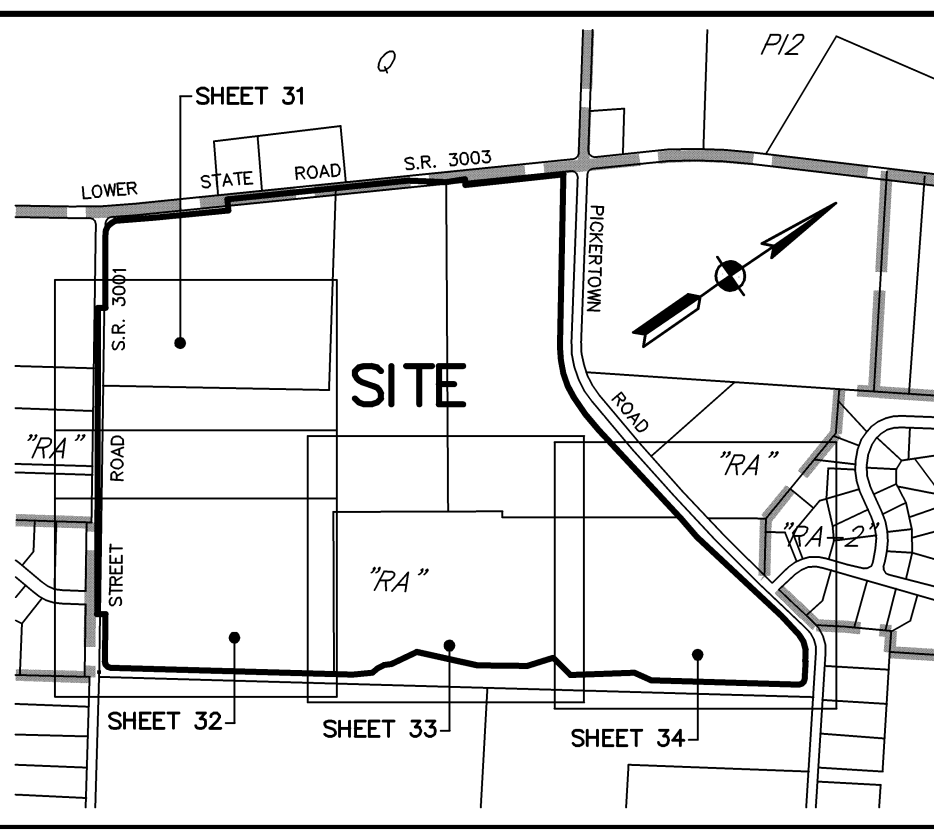 Q
PI2
SHEET 31
LOWER STATE ROAD S.R. 3003
S.R. 3001
PICKERTOWN
SITE
ROAD
"RA"
ROAD
"RA"
"RA-2"
STREET
"RA"
SHEET 32
SHEET 33
SHEET 34